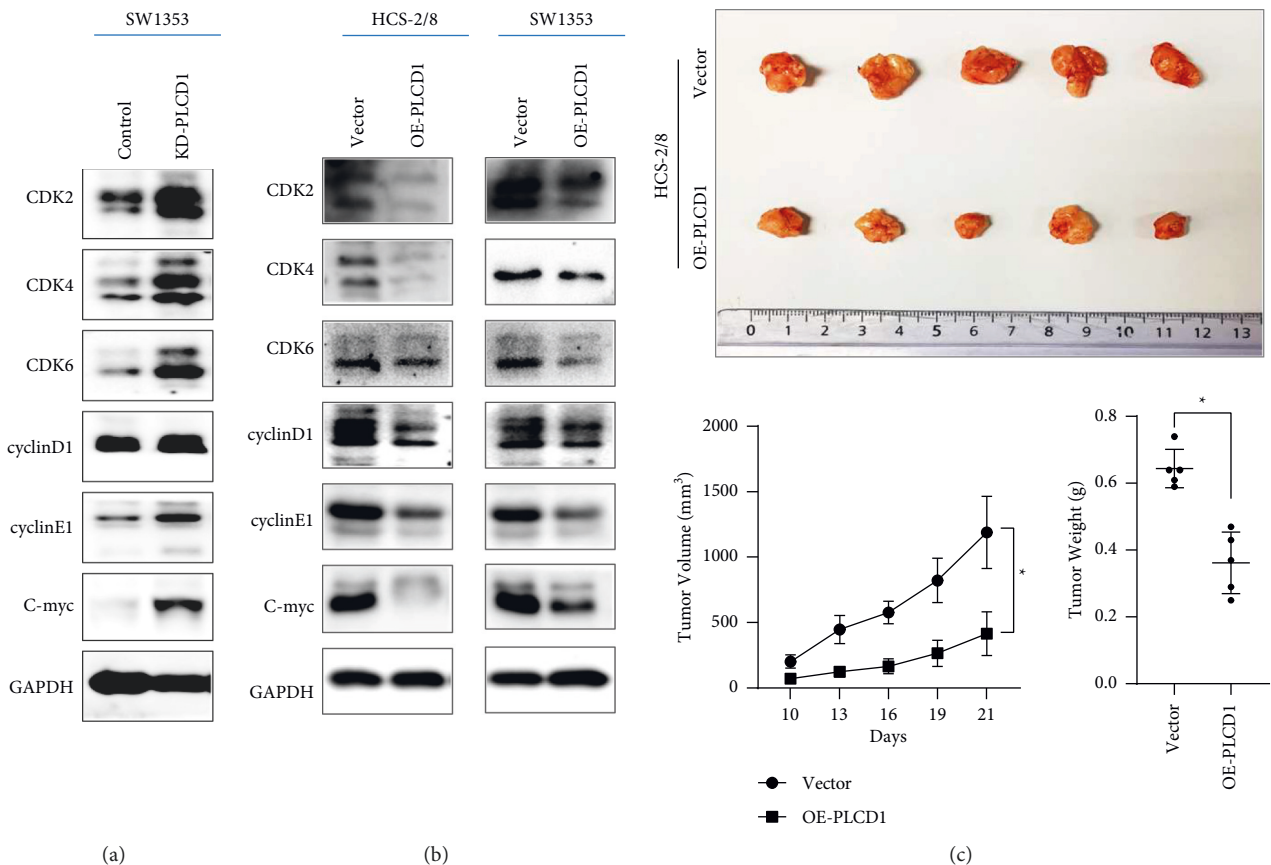 SW1353
Control
KD-PLCD1
CDK2
CDK4
CDK6
cyclinD1
cyclinE1
C-myc
GAPDH
(a)
HCS-2/8
SW1353
Vector
OE-PLCD1
Vector
OE-PLCD1
CDK2
CDK4
CDK6
cyclinD1
cyclinE1
C-myc
GAPDH
(b)
HCS-2/8
Vector
OE-PLCD1
0 1 2 3 4 5 6 7 8 9 10 11 12 13
Tumor Volume (mm³)
2000
1500
1000
500
0
*
10 13 16 19 21
Days
Vector
OE-PLCD1
Tumor Weight (g)
0.8
0.6
0.4
0.2
0.0
*
Vector
OE-PLCD1
(c)